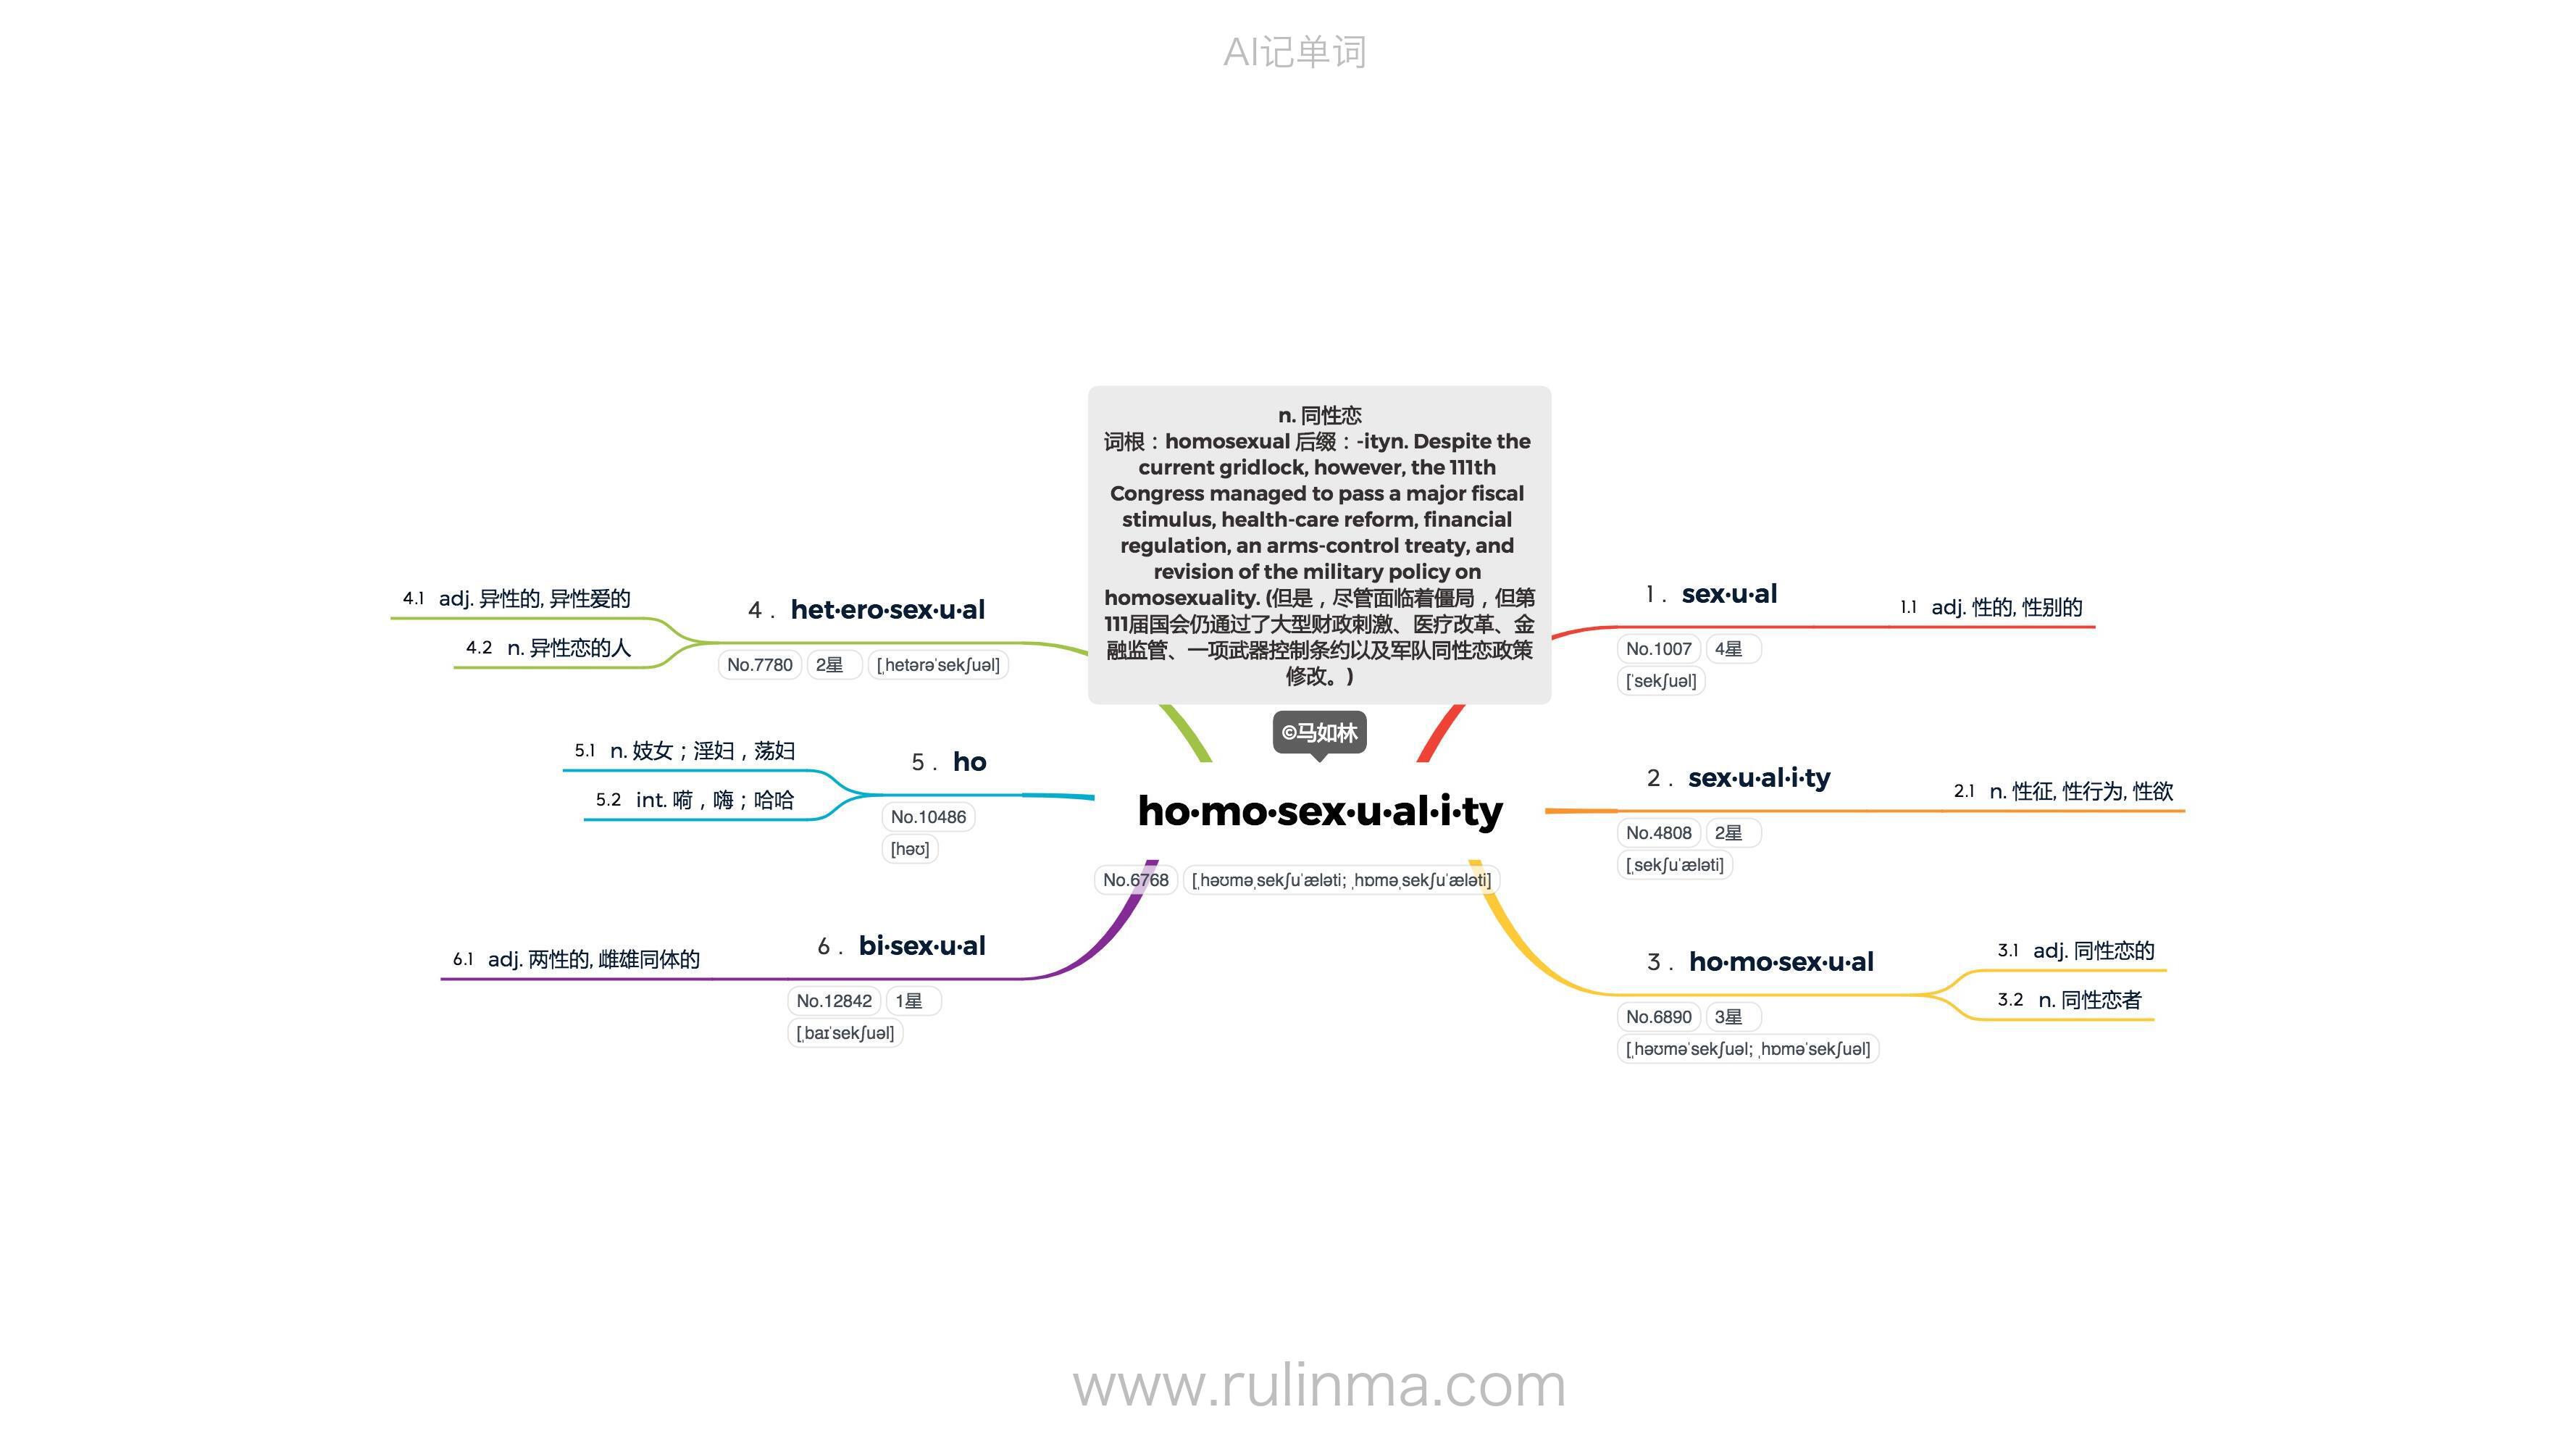 AI记单词
n. 同性恋
词根：homosexual 后缀：-ityn. Despite the
current gridlock, however, the 111th
Congress managed to pass a major fiscal
stimulus, health-care reform, financial
regulation, an arms-control treaty, and
revision of the military policy on
homosexuality. (但是，尽管面临着僵局，但第
111届国会仍通过了大型财政刺激、医疗改革、金
融监管、一项武器控制条约以及军队同性恋政策
修改。)
©马如林
ho·mo·sex·u·al·i·ty
No.6768 [ˌhəʊməˌsekʃuˈæləti; ˌhɒməˌsekʃuˈæləti]
1 . sex·u·al
No.1007 4星
[ˈsekʃuəl]
1.1 adj. 性的, 性别的
2 . sex·u·al·i·ty
No.4808 2星
[ˌsekʃuˈæləti]
2.1 n. 性征, 性行为, 性欲
3 . ho·mo·sex·u·al
No.6890 3星
[ˌhəʊməˈsekʃuəl; ˌhɒməˈsekʃuəl]
3.1 adj. 同性恋的
3.2 n. 同性恋者
4 . het·ero·sex·u·al
No.7780 2星 [ˌhetərəˈsekʃuəl]
4.1 adj. 异性的, 异性爱的
4.2 n. 异性恋的人
5 . ho
No.10486
[həʊ]
5.1 n. 妓女；淫妇，荡妇
5.2 int. 嗬，嗨；哈哈
6 . bi·sex·u·al
No.12842 1星
[ˌbaɪˈsekʃuəl]
6.1 adj. 两性的, 雌雄同体的
www.rulinma.com